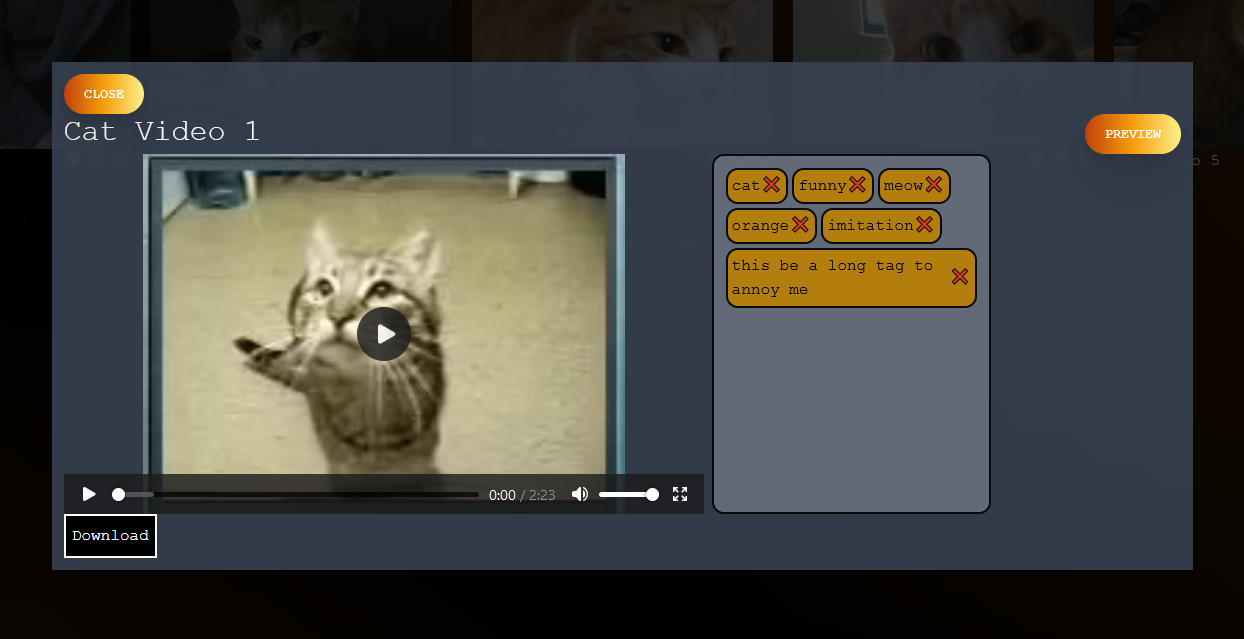 CLOSE
Cat Video 1
PREVIEW
o 5
cat
funny
meow
orange
imitation
this be a long tag to
annoy me
0:00 / 2:23
Download